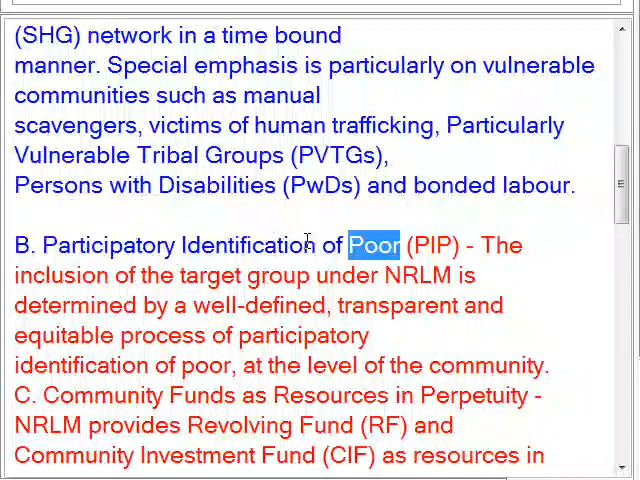 (SHG) network in a time bound
manner. Special emphasis is particularly on vulnerable
communities such as manual
scavengers, victims of human trafficking, Particularly
Vulnerable Tribal Groups (PVTGs),
Persons with Disabilities (PwDs) and bonded labour.
B. Participatory Identification of Poor (PIP) - The
inclusion of the target group under NRLM is
determined by a well-defined, transparent and
equitable process of participatory
identification of poor, at the level of the community.
C. Community Funds as Resources in Perpetuity -
NRLM provides Revolving Fund (RF) and
Community Investment Fund (CIF) as resources in